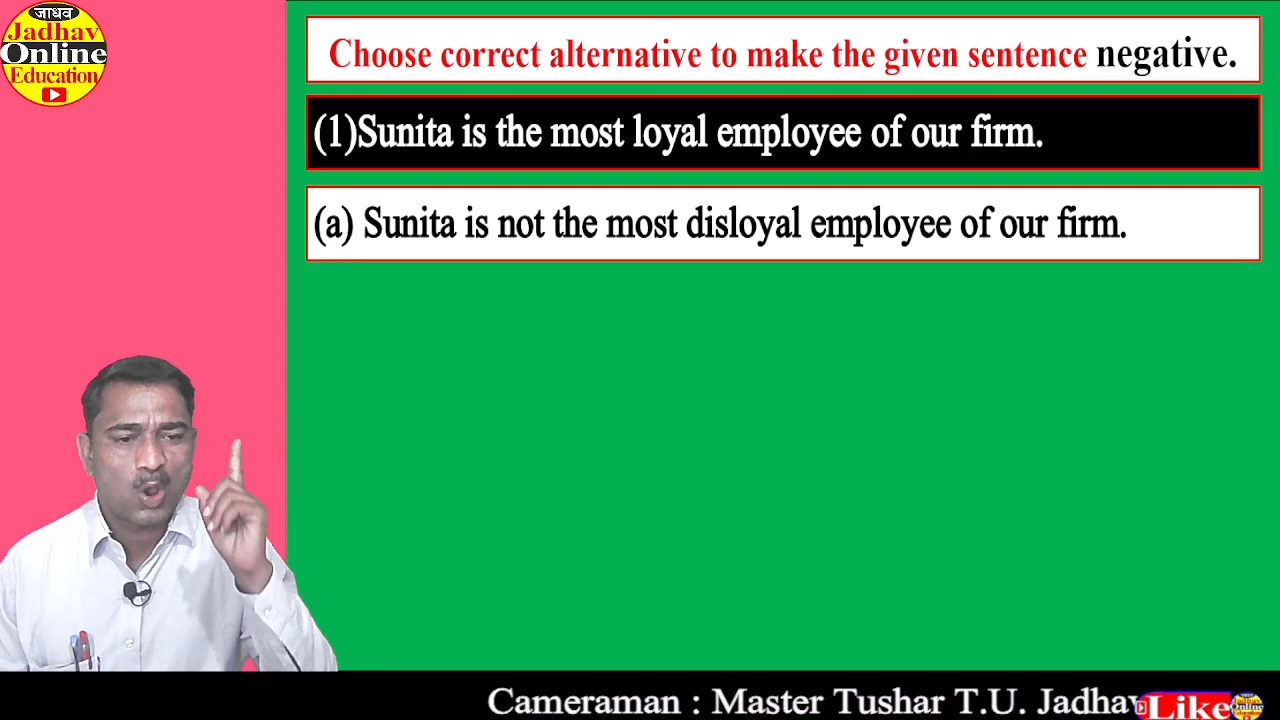 जाधव
Jadhav
Online
Education
Choose correct alternative to make the given sentence negative.
(1)Sunita is the most loyal employee of our firm.
(a) Sunita is not the most disloyal employee of our firm.
Cameraman : Master Tushar T.U. Jadhav
Like